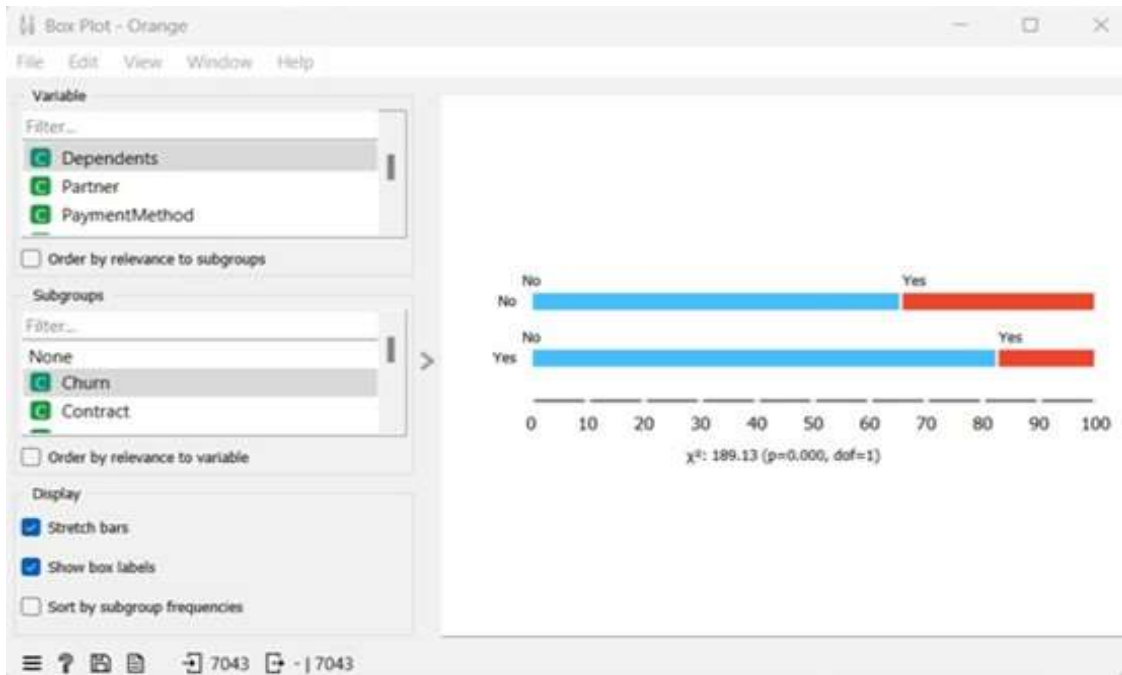 Box Plot - Orange
File Edit View Window Help
Variable
Filter...
C Dependents
C Partner
C PaymentMethod
Order by relevance to subgroups
Subgroups
Filter...
None
C Churn
C Contract
Order by relevance to variable
Display
Stretch bars
Show box labels
Sort by subgroup frequencies
No Yes
No
No Yes
Yes
0 10 20 30 40 50 60 70 80 90 100
χ²: 189.13 (p=0.000, dof=1)
? 7043 - | 7043